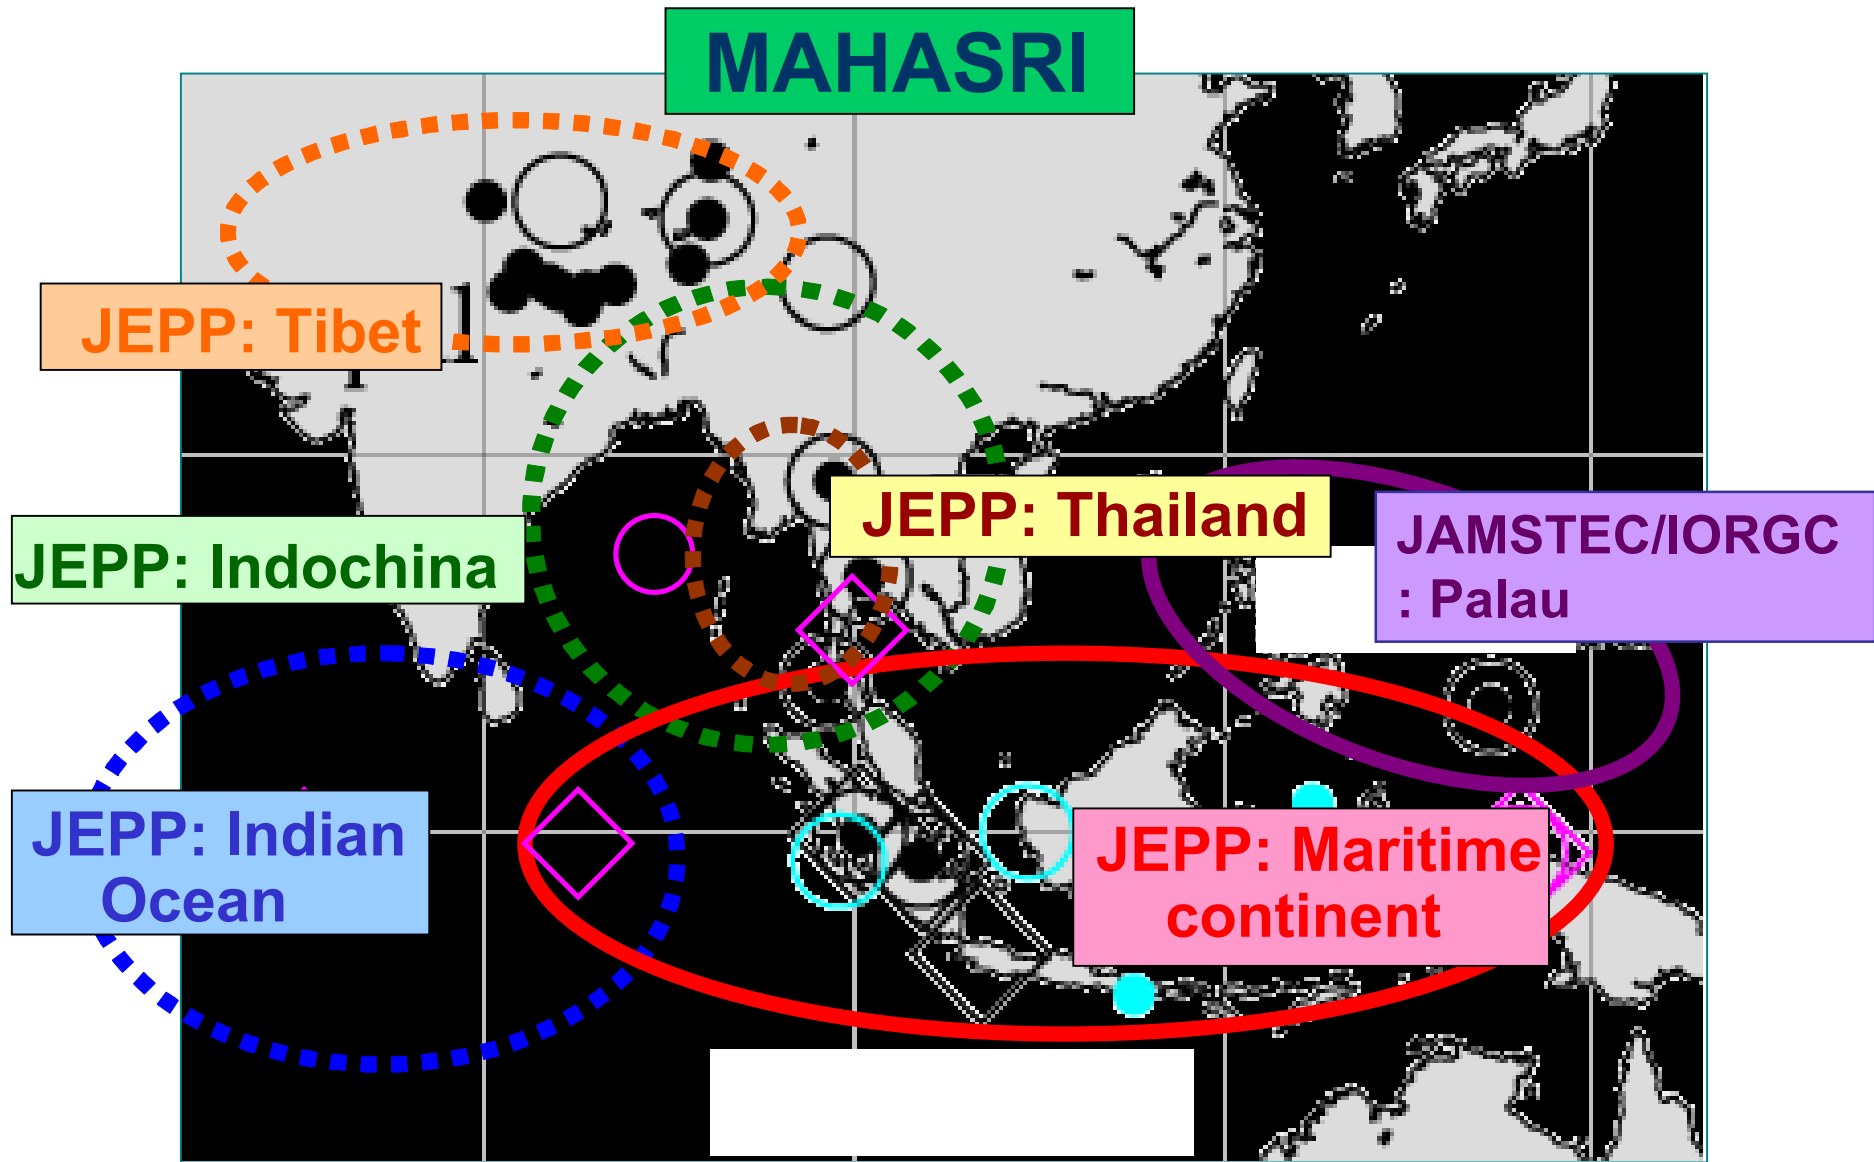 MAHASRI
JEPP: Tibet
JEPP: Thailand
JAMSTEC/IORGC
: Palau
JEPP: Indochina
JEPP: Indian
Ocean
JEPP: Maritime
continent